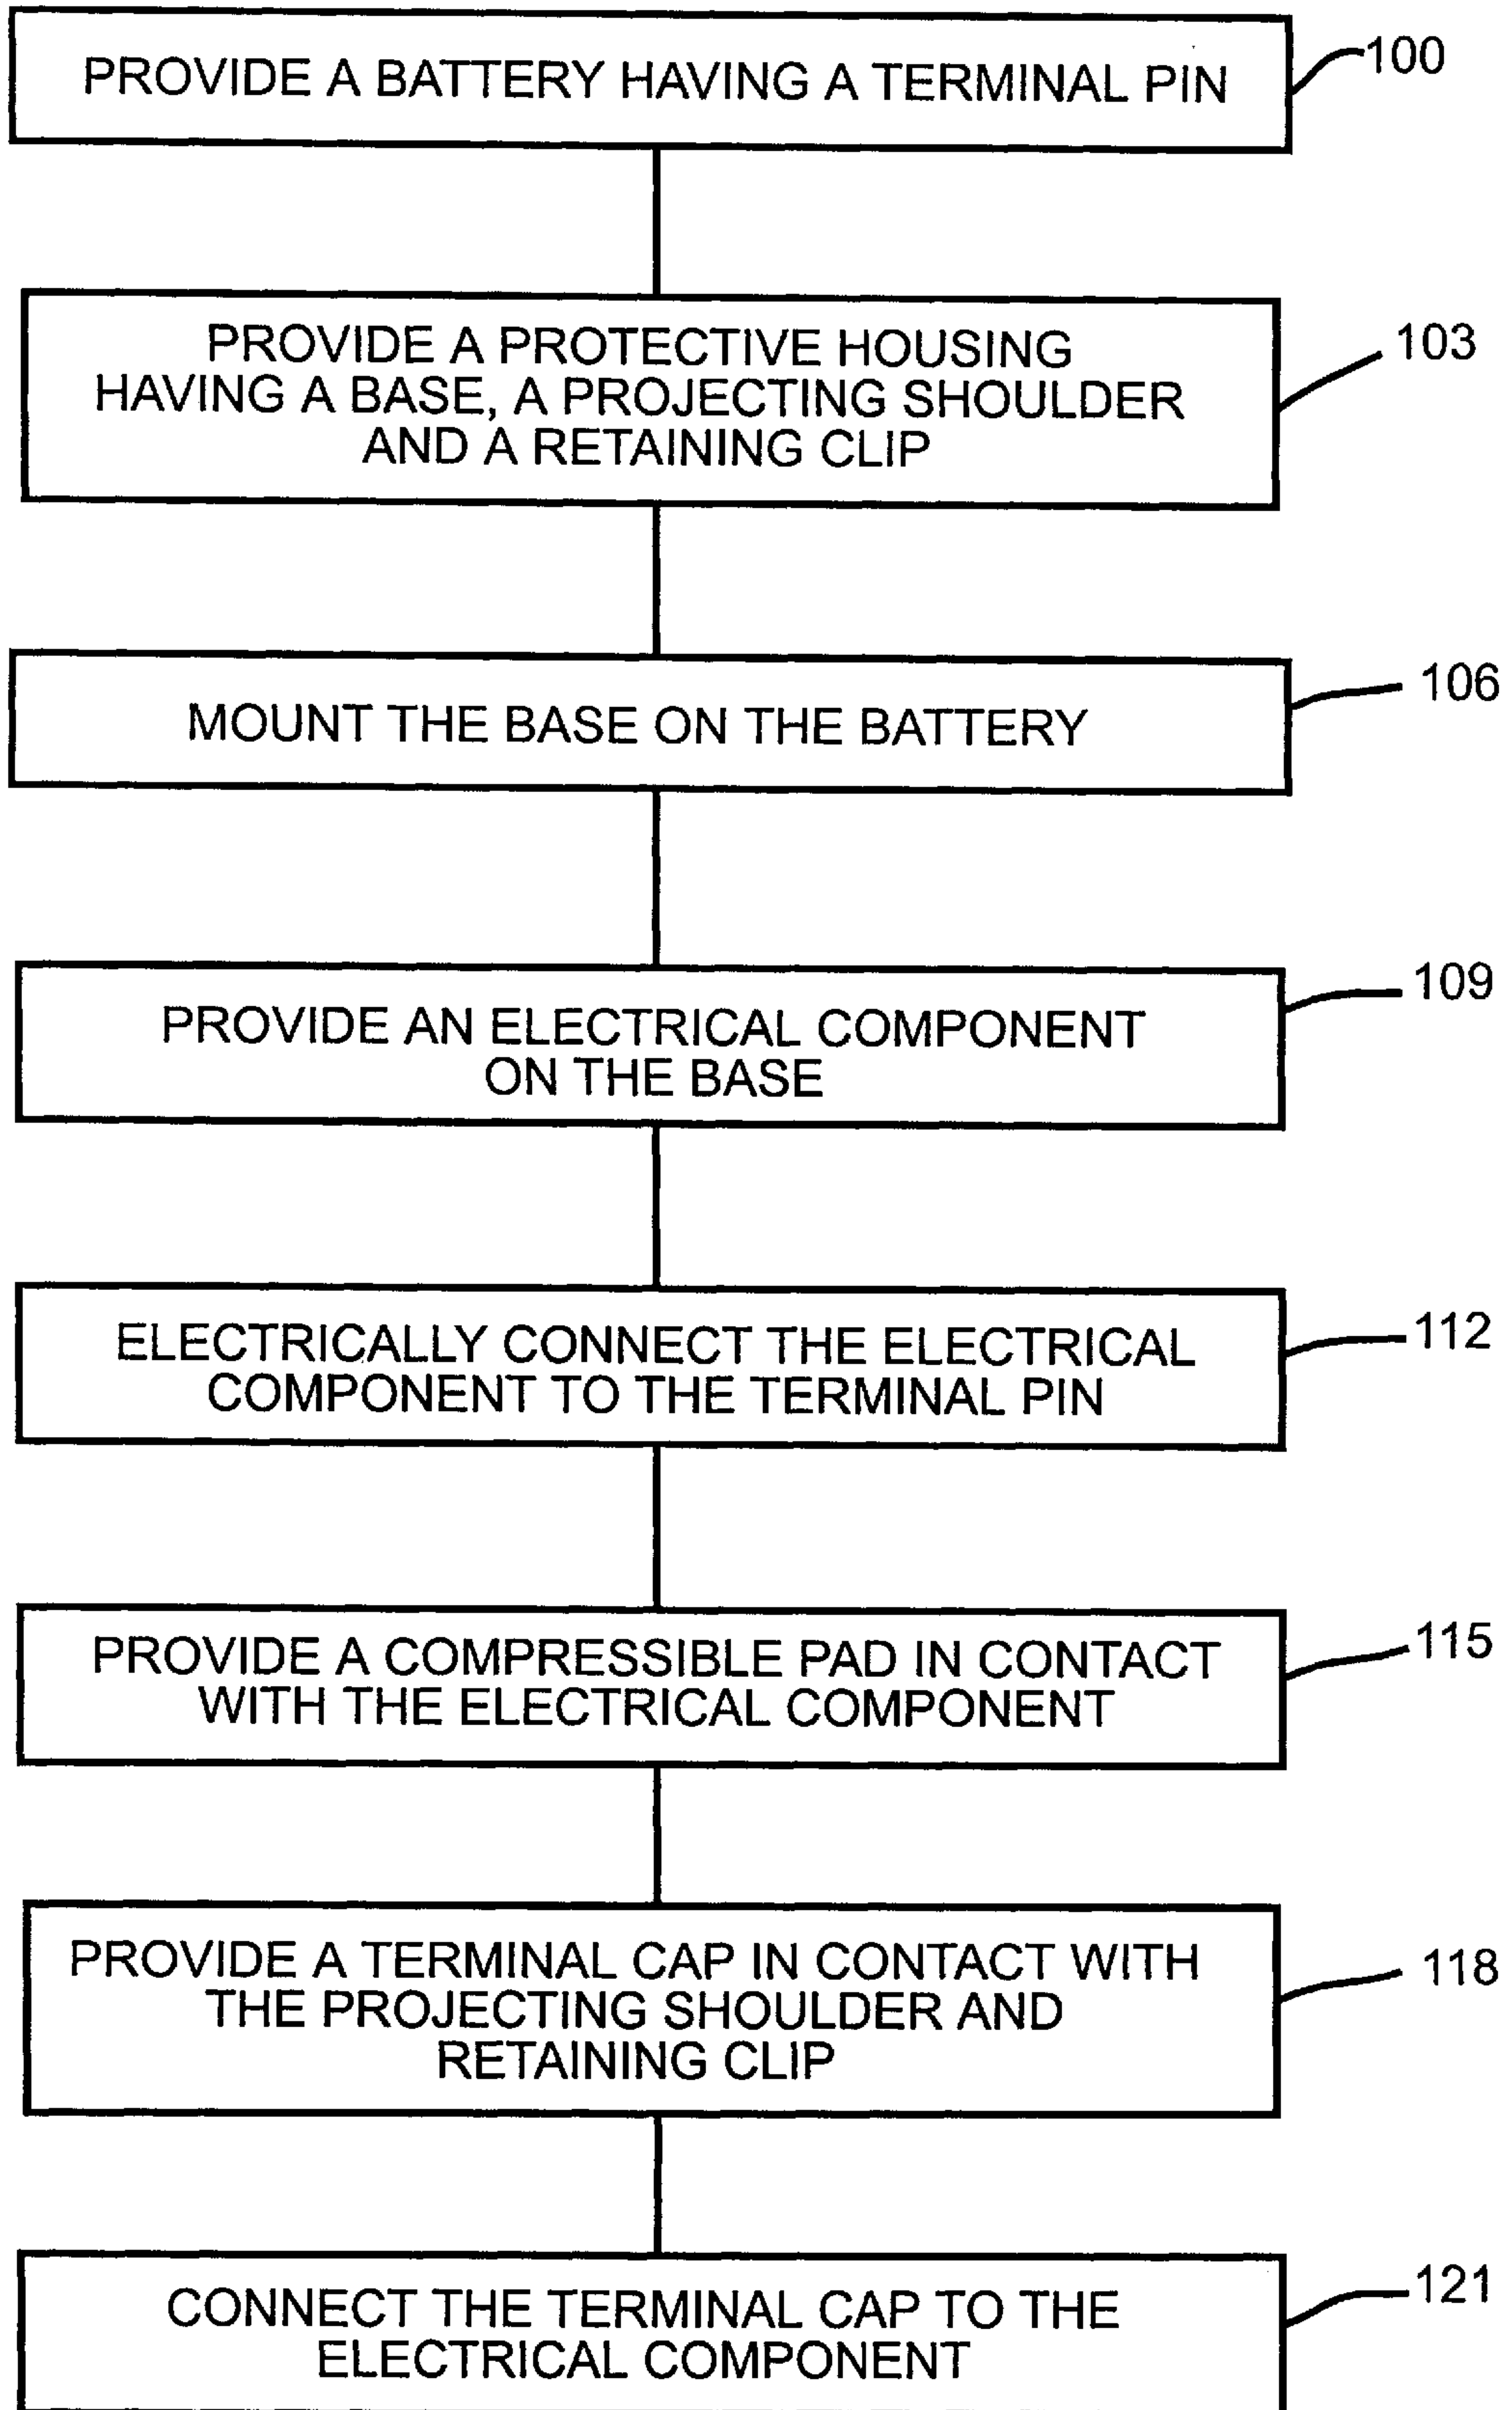 PROVIDE A BATTERY HAVING A TERMINAL PIN
100
PROVIDE A PROTECTIVE HOUSING
HAVING A BASE, A PROJECTING SHOULDER
AND A RETAINING CLIP
103
MOUNT THE BASE ON THE BATTERY
106
PROVIDE AN ELECTRICAL COMPONENT
ON THE BASE
109
ELECTRICALLY CONNECT THE ELECTRICAL
COMPONENT TO THE TERMINAL PIN
112
PROVIDE A COMPRESSIBLE PAD IN CONTACT
WITH THE ELECTRICAL COMPONENT
115
PROVIDE A TERMINAL CAP IN CONTACT WITH
THE PROJECTING SHOULDER AND
RETAINING CLIP
118
CONNECT THE TERMINAL CAP TO THE
ELECTRICAL COMPONENT
121